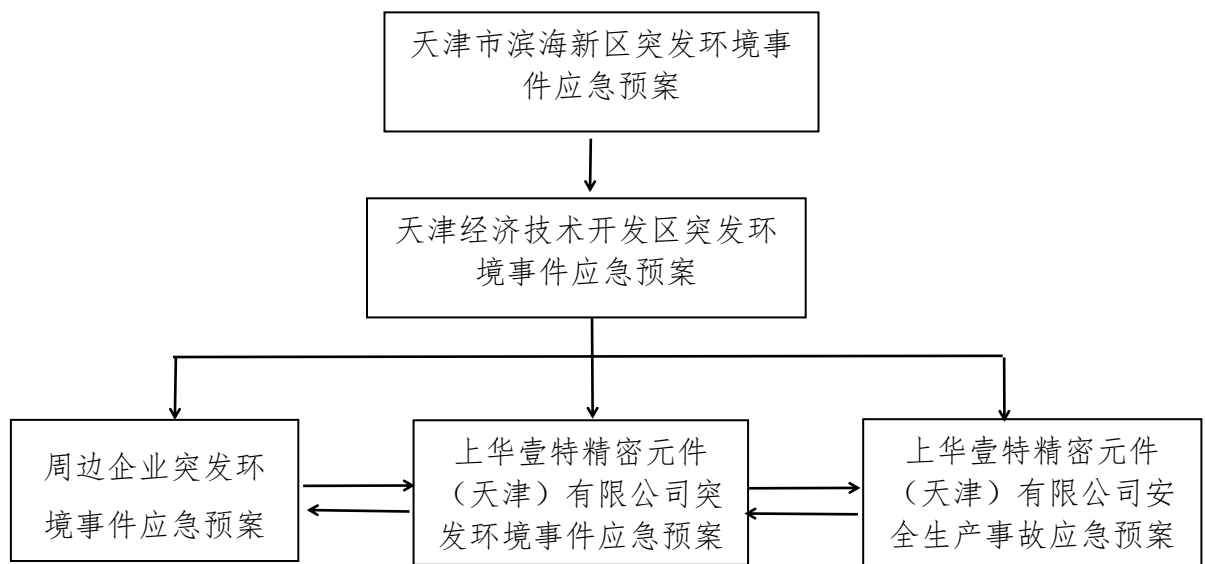 天津市滨海新区突发环境事
件应急预案
天津经济技术开发区突发环
境事件应急预案
周边企业突发环
境事件应急预案
上华壹特精密元件
（天津）有限公司突
发环境事件应急预案
上华壹特精密元件
（天津）有限公司安
全生产事故应急预案